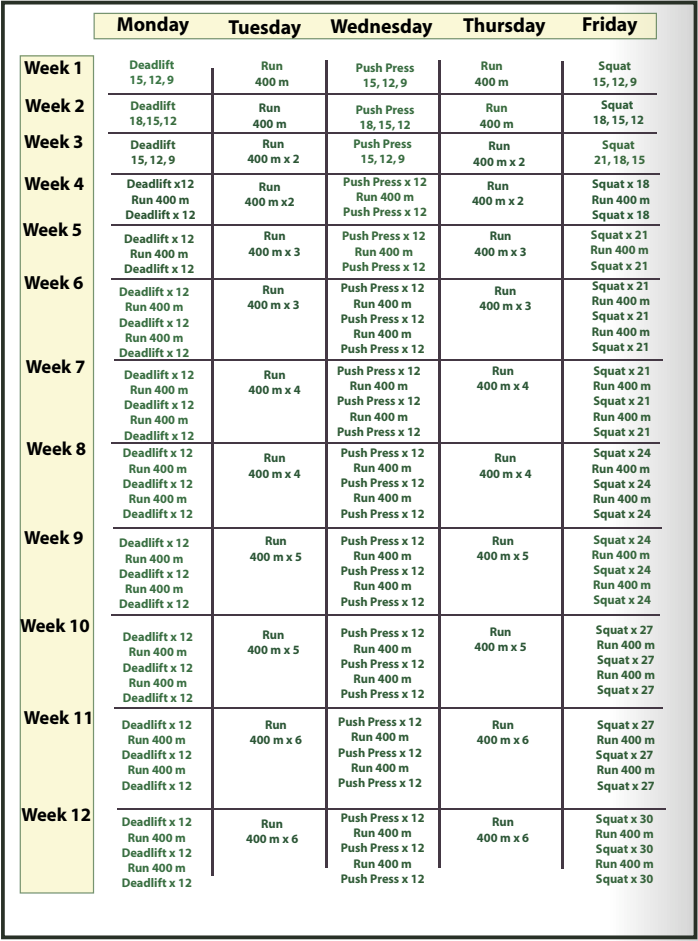 Monday Tuesday Wednesday Thursday Friday
Week 1
Deadlift
15, 12, 9
Run
400 m
Push Press
15, 12, 9
Run
400 m
Squat
15, 12, 9
Week 2
Deadlift
18,15,12
Run
400 m
Push Press
18, 15, 12
Run
400 m
Squat
18, 15, 12
Week 3
Deadlift
15, 12, 9
Run
400 m x 2
Push Press
15, 12, 9
Run
400 m x 2
Squat
21, 18, 15
Week 4
Deadlift x12
Run 400 m
Deadlift x 12
Run
400 m x2
Push Press x 12
Run 400 m
Push Press x 12
Run
400 m x 2
Squat x 18
Run 400 m
Squat x 18
Week 5
Deadlift x 12
Run 400 m
Deadlift x 12
Run
400 m x 3
Push Press x 12
Run 400 m
Push Press x 12
Run
400 m x 3
Squat x 21
Run 400 m
Squat x 21
Week 6
Deadlift x 12
Run 400 m
Deadlift x 12
Run 400 m
Deadlift x 12
Run
400 m x 3
Push Press x 12
Run 400 m
Push Press x 12
Run 400 m
Push Press x 12
Run
400 m x 3
Squat x 21
Run 400 m
Squat x 21
Run 400 m
Squat x 21
Week 7
Deadlift x 12
Run 400 m
Deadlift x 12
Run 400 m
Deadlift x 12
Run
400 m x 4
Push Press x 12
Run 400 m
Push Press x 12
Run 400 m
Push Press x 12
Run
400 m x 4
Squat x 21
Run 400 m
Squat x 21
Run 400 m
Squat x 21
Week 8
Deadlift x 12
Run 400 m
Deadlift x 12
Run 400 m
Deadlift x 12
Run
400 m x 4
Push Press x 12
Run 400 m
Push Press x 12
Run 400 m
Push Press x 12
Run
400 m x 4
Squat x 24
Run 400 m
Squat x 24
Run 400 m
Squat x 24
Week 9
Deadlift x 12
Run 400 m
Deadlift x 12
Run 400 m
Deadlift x 12
Run
400 m x 5
Push Press x 12
Run 400 m
Push Press x 12
Run 400 m
Push Press x 12
Run
400 m x 5
Squat x 24
Run 400 m
Squat x 24
Run 400 m
Squat x 24
Week 10
Deadlift x 12
Run 400 m
Deadlift x 12
Run 400 m
Deadlift x 12
Run
400 m x 5
Push Press x 12
Run 400 m
Push Press x 12
Run 400 m
Push Press x 12
Run
400 m x 5
Squat x 27
Run 400 m
Squat x 27
Run 400 m
Squat x 27
Week 11
Deadlift x 12
Run 400 m
Deadlift x 12
Run 400 m
Deadlift x 12
Run
400 m x 6
Push Press x 12
Run 400 m
Push Press x 12
Run 400 m
Push Press x 12
Run
400 m x 6
Squat x 27
Run 400 m
Squat x 27
Run 400 m
Squat x 27
Week 12
Deadlift x 12
Run 400 m
Deadlift x 12
Run 400 m
Deadlift x 12
Run
400 m x 6
Push Press x 12
Run 400 m
Push Press x 12
Run 400 m
Push Press x 12
Run
400 m x 6
Squat x 30
Run 400 m
Squat x 30
Run 400 m
Squat x 30